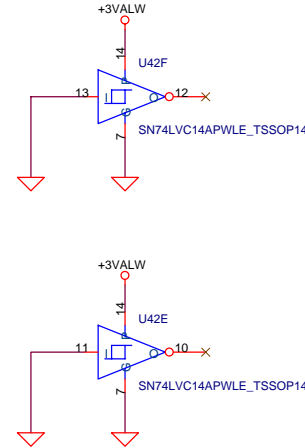 +3VALW
14
U42F
P
13
I
O
12
G
7
SN74LVC14APWLE_TSSOP14
+3VALW
14
U42E
P
11
I
O
10
G
7
SN74LVC14APWLE_TSSOP14